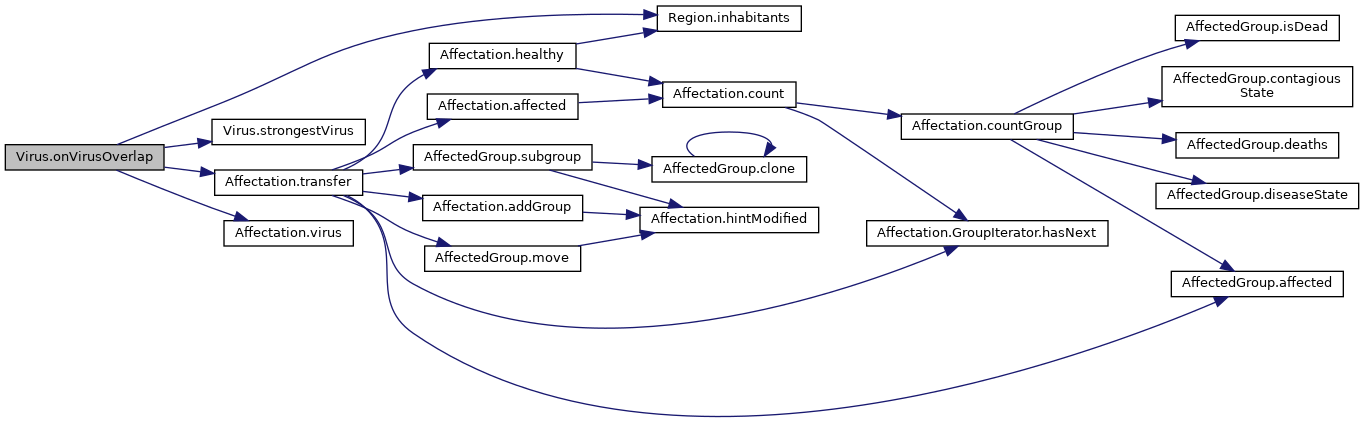 Virus.onVirusOverlap
Region.inhabitants
Virus.strongestVirus
Affectation.transfer
Affectation.virus
Affectation.healthy
Affectation.affected
AffectedGroup.subgroup
Affectation.addGroup
AffectedGroup.move
Affectation.count
AffectedGroup.clone
Affectation.hintModified
Affectation.countGroup
Affectation.GroupIterator.hasNext
AffectedGroup.isDead
AffectedGroup.contagious
State
AffectedGroup.deaths
AffectedGroup.diseaseState
AffectedGroup.affected